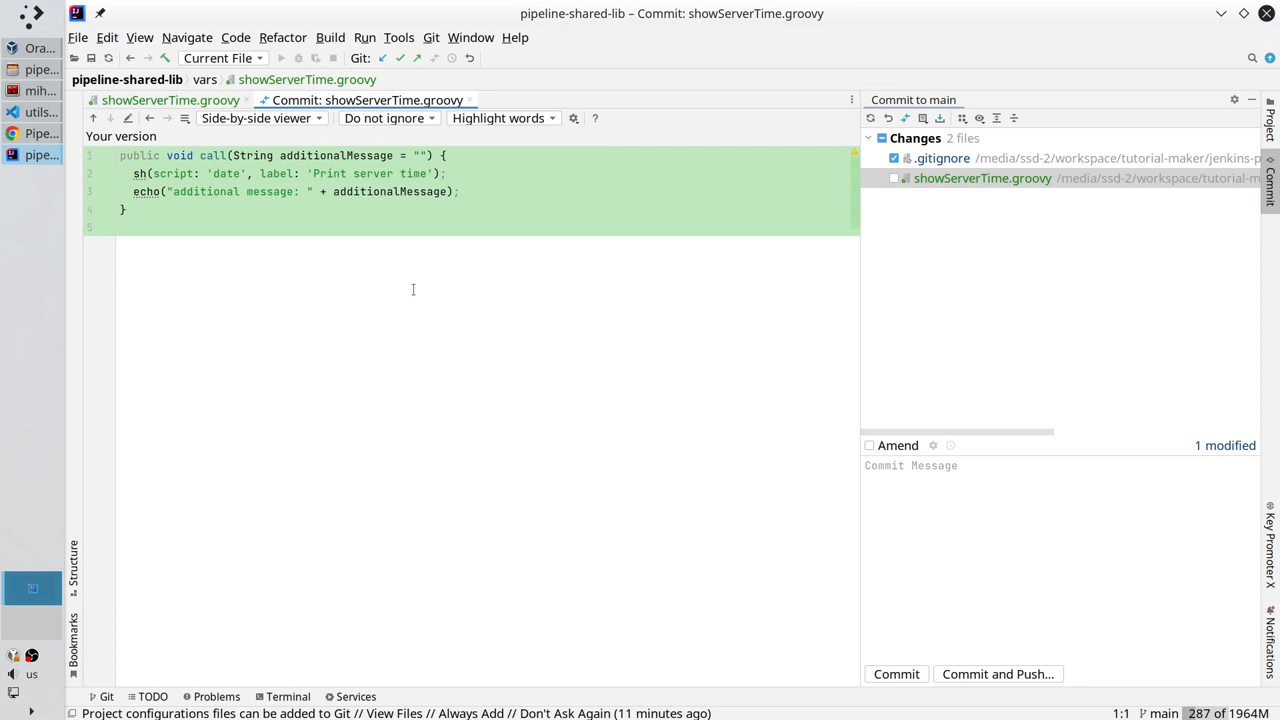 pipeline-shared-lib – Commit: showServerTime.groovy
File Edit View Navigate Code Refactor Build Run Tools Git Window Help
Current File Git:
pipeline-shared-lib vars showServerTime.groovy
showServerTime.groovy Commit: showServerTime.groovy
Side-by-side viewer Do not ignore Highlight words ?
Your version
1 public void call(String additionalMessage = "") {
2 sh(script: 'date', label: 'Print server time');
3 echo("additional message: " + additionalMessage);
4 }
5
Commit to main
Changes 2 files
.gitignore /media/ssd-2/workspace/tutorial-maker/jenkins-p
showServerTime.groovy /media/ssd-2/workspace/tutorial-m
Amend 1 modified
Commit Message
Commit Commit and Push...
Project
Commit
Key Promoter X
Notifications
Structure
Bookmarks
Ora...
pipe...
mih...
utils...
Pipe...
pipe...
us
Git TODO Problems Terminal Services
Project configurations files can be added to Git // View Files // Always Add // Don't Ask Again (11 minutes ago)
1:1 main 287 of 1964M